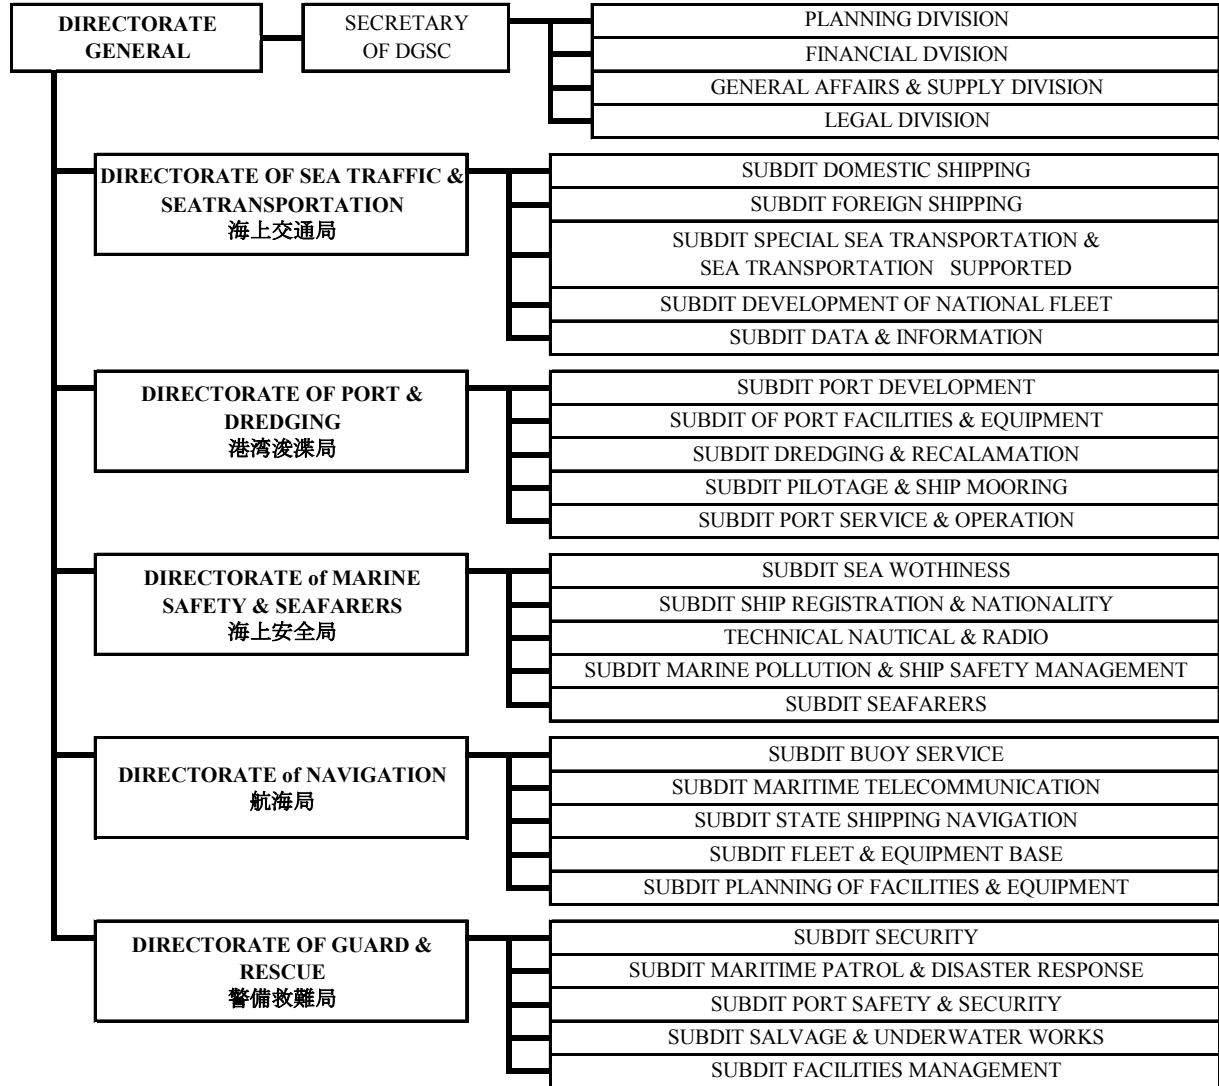 DIRECTORATE
GENERAL
SECRETARY
OF DGSC
PLANNING DIVISION
FINANCIAL DVISION
GENERAL AFFAIRS & SUPPLY DIVISION
LEGAL DIVISION
DIRECTORATE OF SEA TRAFFIC &
SEATRANSPORTATION
海上交通局
SUBDIT DOMESTIC SHIPPING
SUBDIT FOREIGN SHIPPING
SUBDIT SPECIAL SEA TRANSPORTATION &
SEA TRANSPORTATION SUPPORTED
SUBDIT DEVELOPMENT OF NATIONAL FLEET
SUBDIT DATA & INFORMATION
DIRECTORATE OF PORT &
DREDGING
港湾浚渫局
SUBDIT PORT DEVELOPMENT
SUBDIT OF PORT FACILITIES & EQUIPMENT
SUBDIT DREDGING & RECALAMATION
SUBDIT PILOTAGE & SHIP MOORING
SUBDIT PORT SERVICE & OPERATION
DIRECTORATE of MARINE
SAFETY & SEAFARERS
海上安全局
SUBDIT SEA WOTHINESS
SUBDIT SHIP REGISTRATION & NATIONALITY
TECHNICAL NAUTICAL & RADIO
SUBDIT MARINE POLLUTION & SHIP SAFETY MANAGEMENT
SUBDIT SEAFARERS
DIRECTORATE of NAVIGATION
航海局
SUBDIT BUOY SERVICE
SUBDIT MARITIME TELECOMMUNICATION
SUBDIT STATE SHIPPING NAVIGATION
SUBDIT FLEET & EQUIPMENT BASE
SUBDIT PLANNING OF FACILITIES & EQUIPMENT
DIRECTORATE OF GUARD &
RESCUE
警備救難局
SUBDIT SECURITY
SUBDIT MARITIME PATROL & DISASTER RESPONSE
SUBDIT PORT SAFETY & SECURITY
SUBDIT SALVAGE & UNDERWATER WORKS
SUBDIT FACILITIES MANAGEMENT